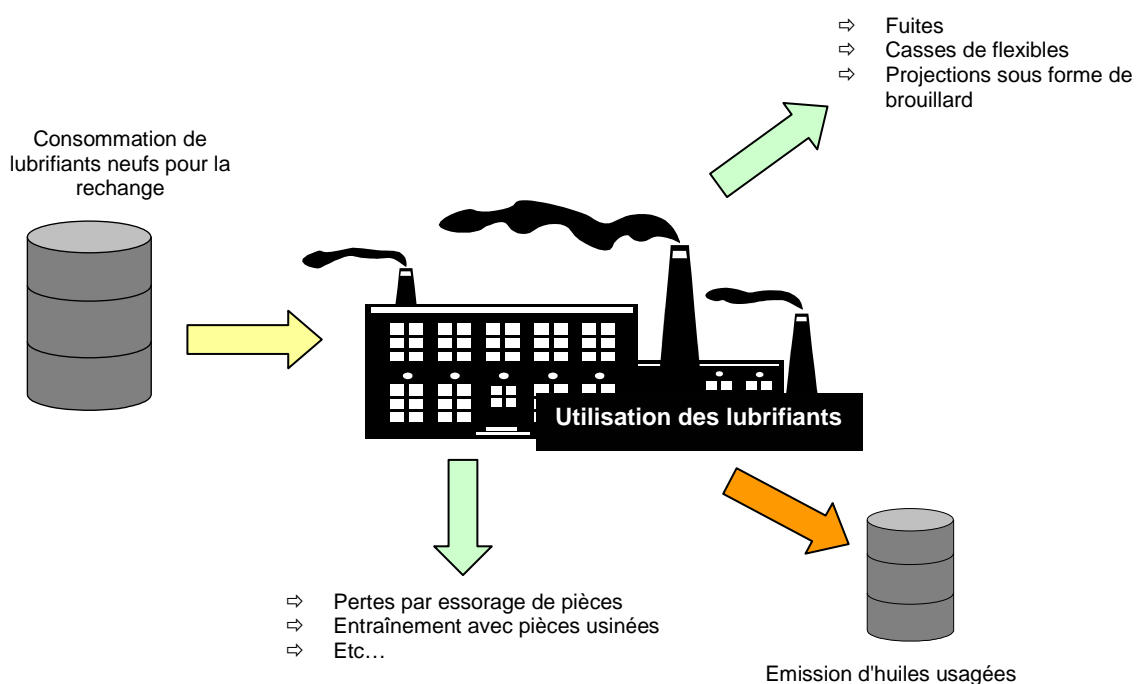 ⇨ Fuites
⇨ Casses de flexibles
⇨ Projections sous forme de
brouillard
Consommation de
lubrifiants neufs pour la
rechange
Utilisation des lubrifiants
⇨ Pertes par essorage de pièces
⇨ Entraînement avec pièces usinées
⇨ Etc…
Emission d'huiles usagées